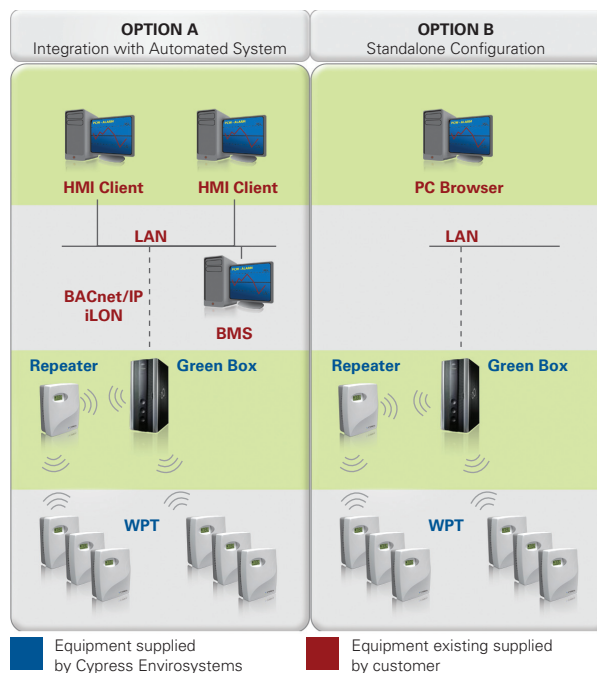 OPTION A
Integration with Automated System
OPTION B
Standalone Configuration
HMI Client
HMI Client
PC Browser
LAN
LAN
BACnet/IP
iLON
BMS
Repeater
Green Box
Repeater
Green Box
WPT
WPT
Equipment supplied
by Cypress Envirosystems
Equipment existing supplied
by customer